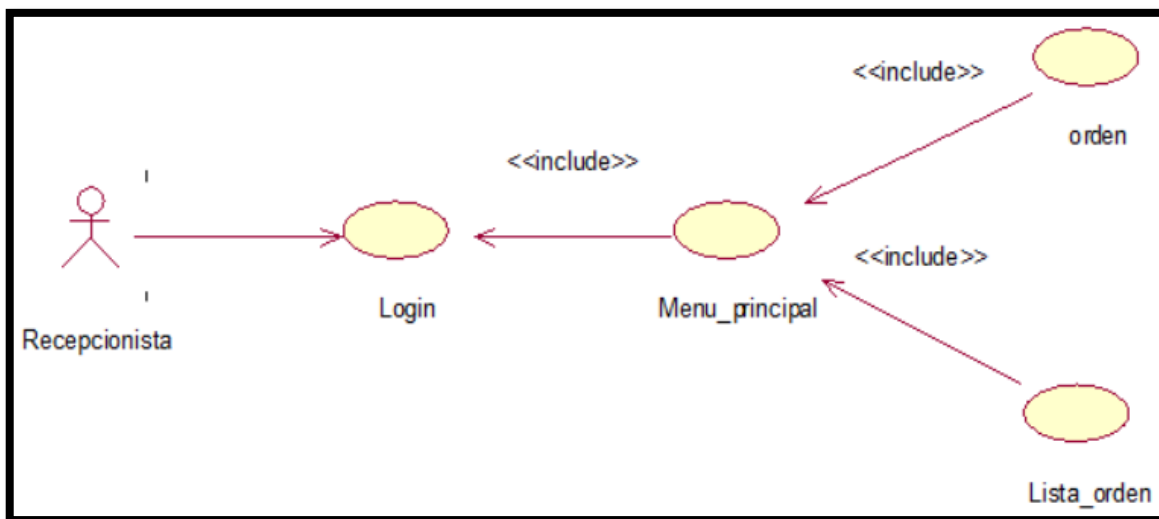 <<include>>
orden
<<include>>
<<include>>
Login
Menu_principal
Recepcionista
Lista_orden